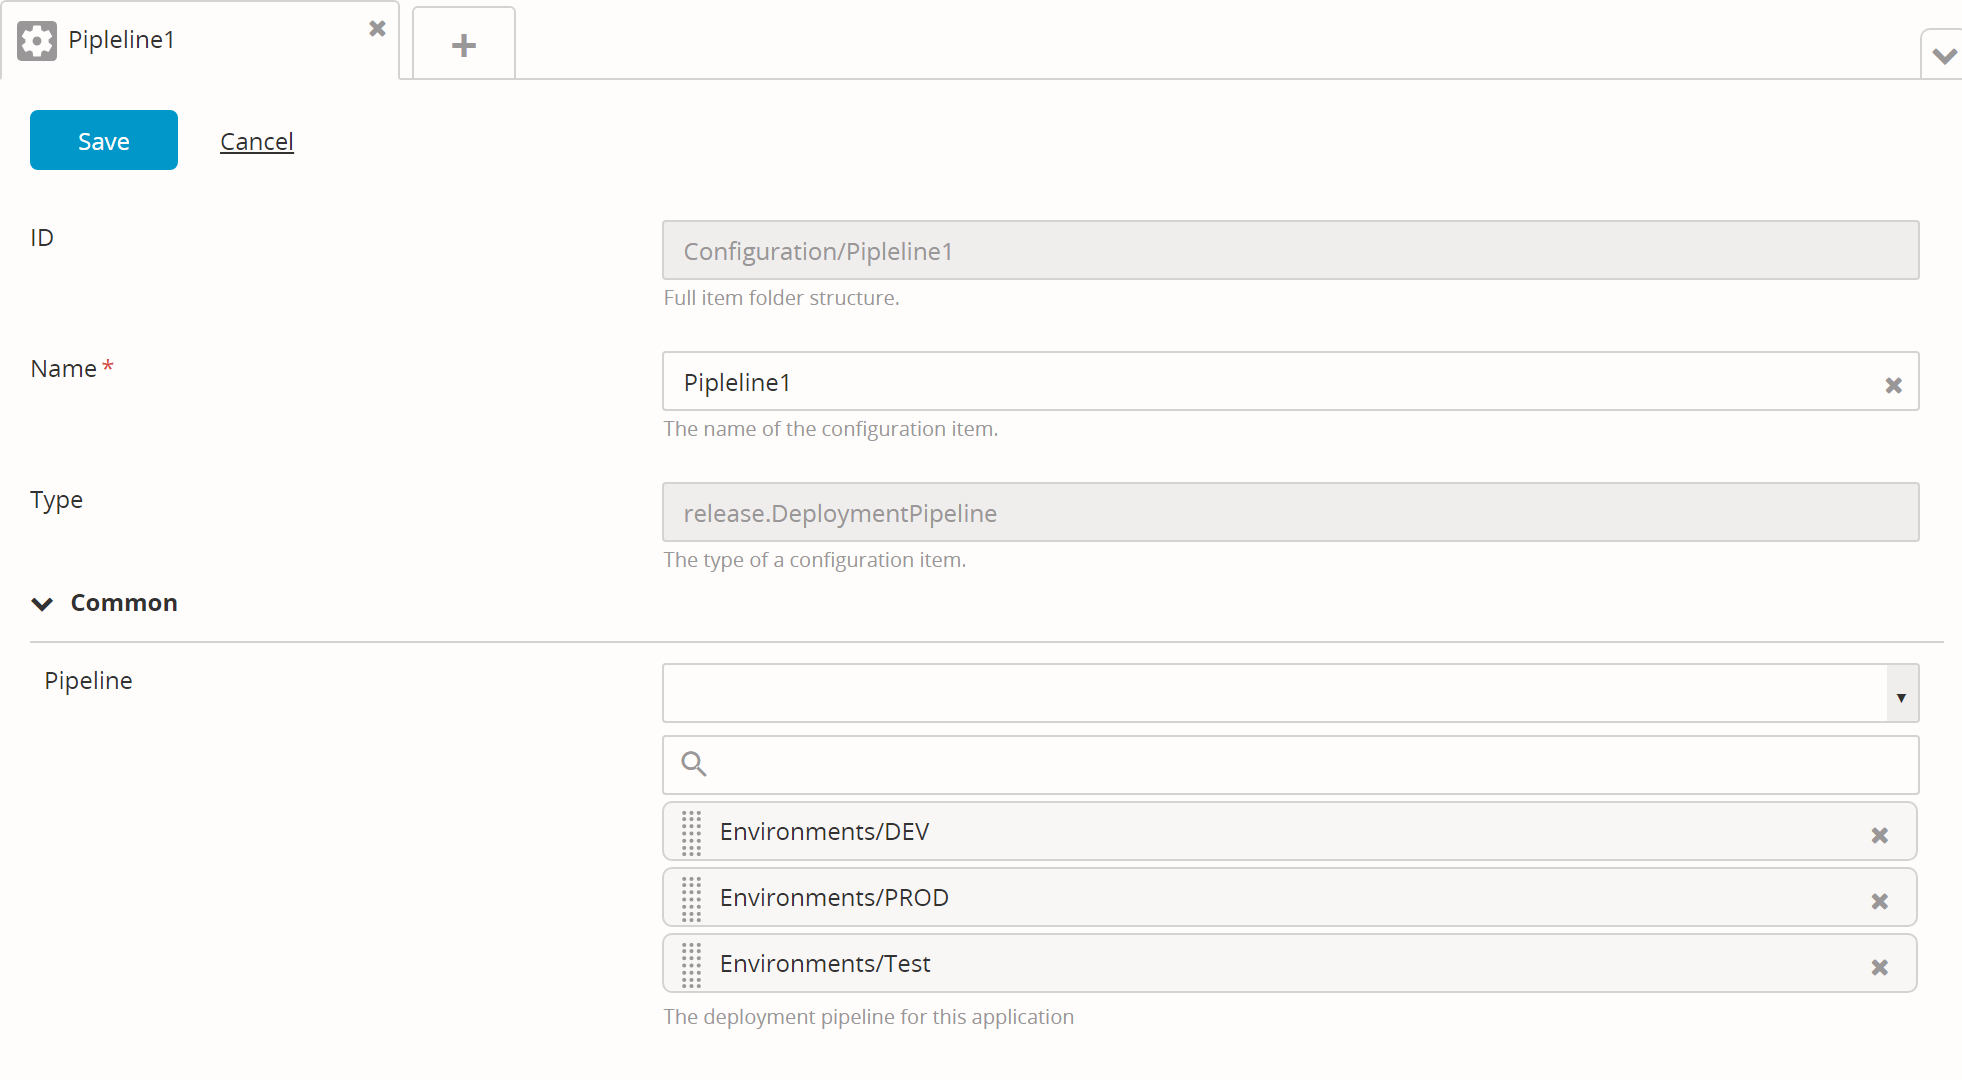 Pipleline1
Save
Cancel
ID
Configuration/Pipleline1
Full item folder structure.
Name*
Pipleline1
The name of the configuration item.
Type
release.DeploymentPipeline
The type of a configuration item.
Common
Pipeline
Environments/DEV
Environments/PROD
Environments/Test
The deployment pipeline for this application